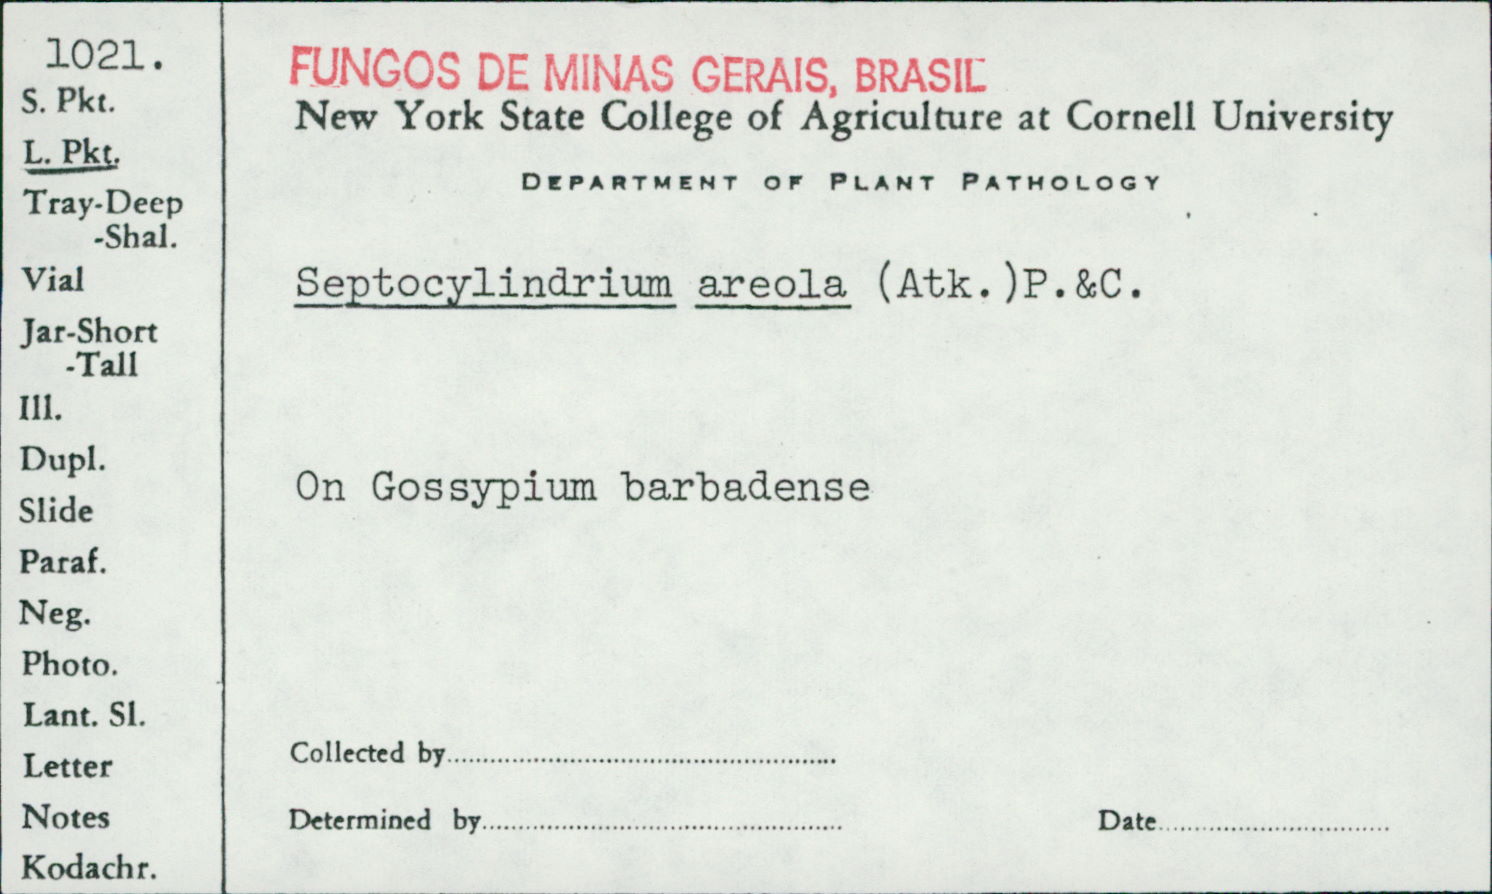 1021.
S. Pkt.
L. Pkt.
Tray-Deep
-Shal.
Vial
Jar-Short
-Tall
Ill.
Dupl.
Slide
Paraf.
Neg.
Photo.
Lant. Sl.
Letter
Notes
Kodachr.
FUNGOS DE MINAS GERAIS, BRASIL
New York State College of Agriculture at Cornell University
DEPARTMENT OF PLANT PATHOLOGY
Septocylindrium areola (Atk.)P.&C.
On Gossypium barbadense
Collected by
Determined by
Date